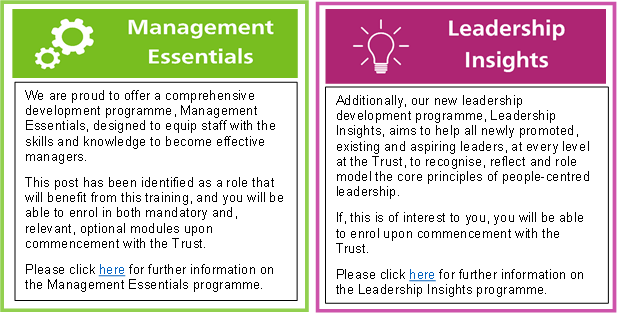 Management
Essentials
We are proud to offer a comprehensive
development programme, Management
Essentials, designed to equip staff with the
skills and knowledge to become effective
managers.
This post has been identified as a role that
will benefit from this training, and you will be
able to enrol in both mandatory and,
relevant, optional modules upon
commencement with the Trust.
Please click here for further information on
the Management Essentials programme.
Leadership
Insights
Additionally, our new leadership
development programme, Leadership
Insights, aims to help all newly promoted,
existing and aspiring leaders, at every level
at the Trust, to recognise, reflect and role
model the core principles of people-centred
leadership.
If, this is of interest to you, you will be able
to enrol upon commencement with the
Trust.
Please click here for further information on
the Leadership Insights programme.